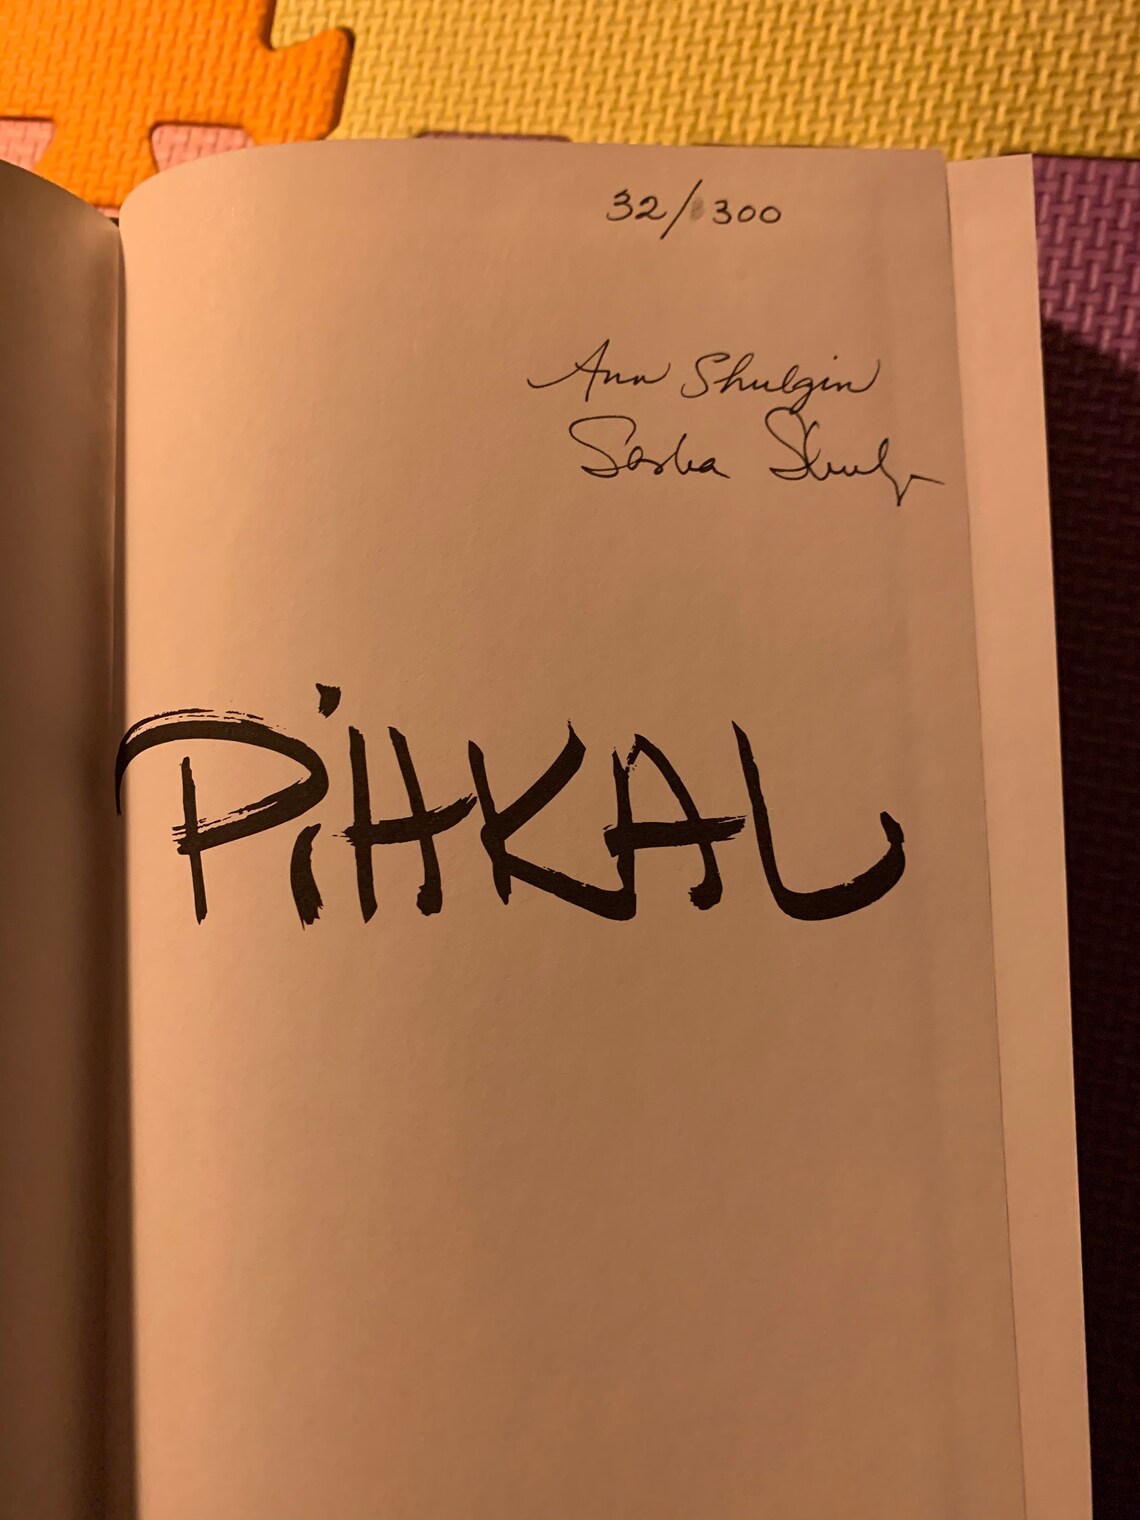 32/300
Ann Shulgin
Sasha Shulgin
PiHKAL